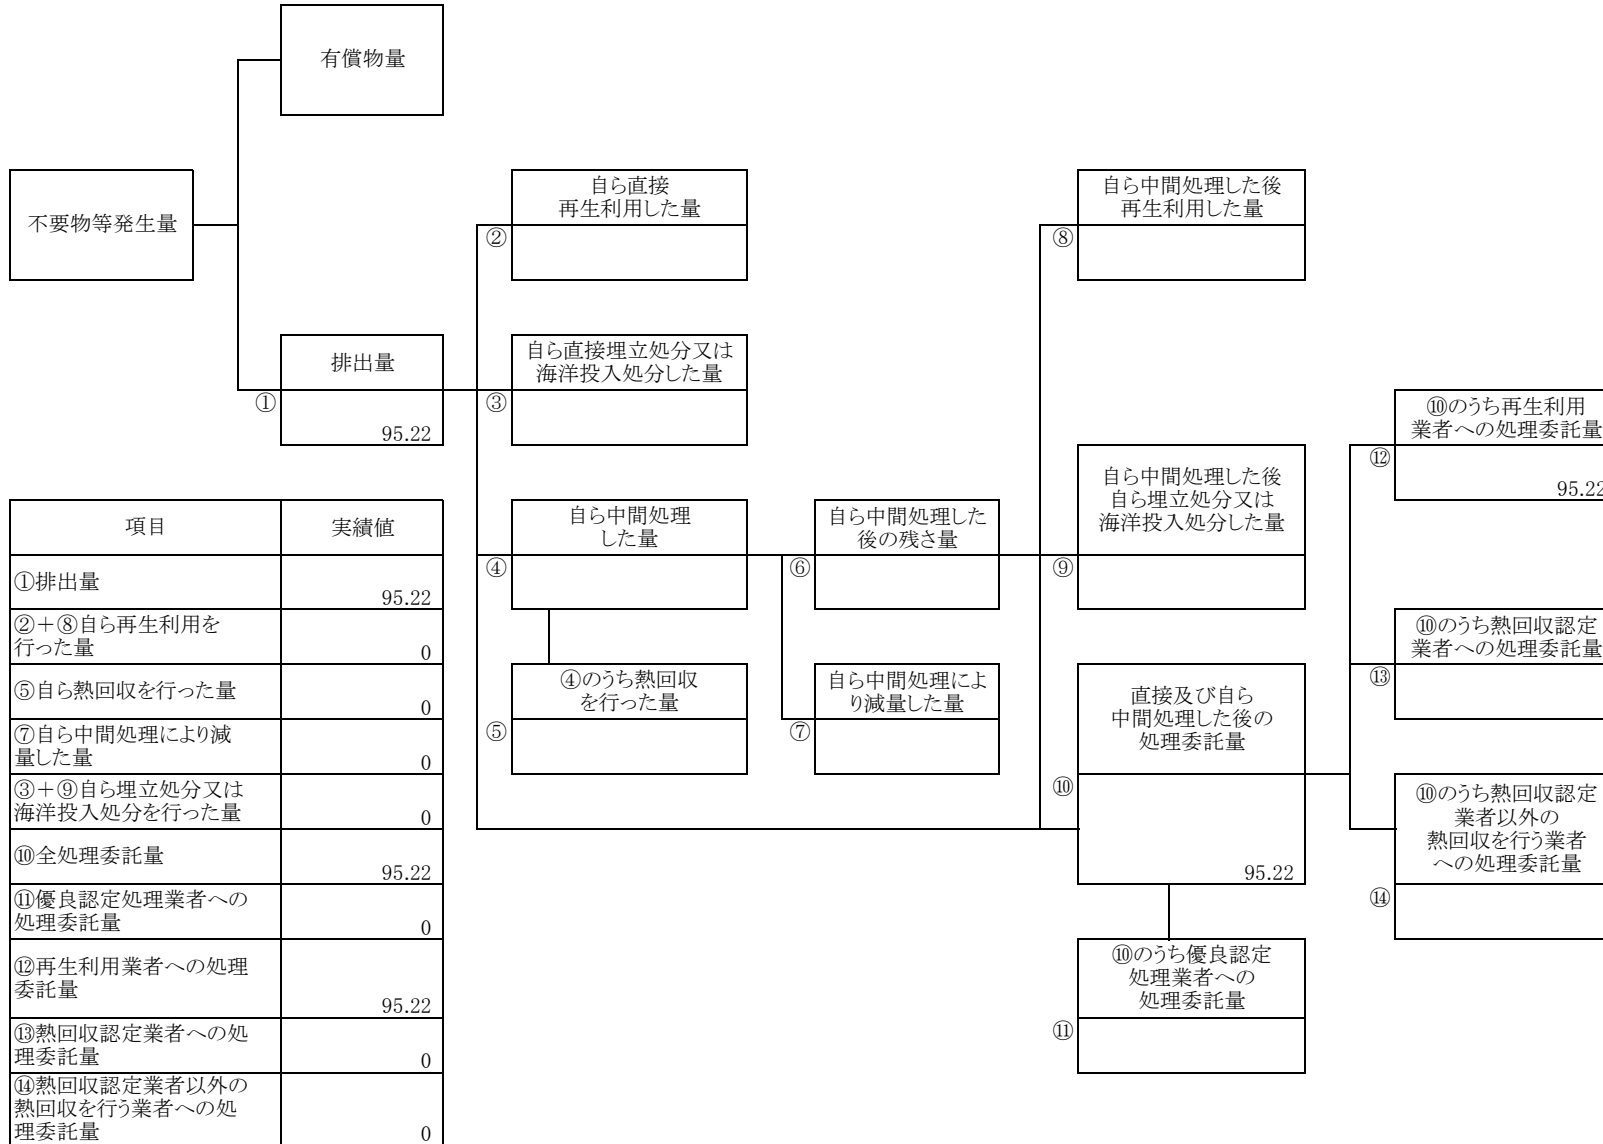 有償物量
不要物等発生量
自ら直接
再生利用した量
②
自ら中間処理した後
再生利用した量
⑧
排出量
①
95.22
自ら直接埋立処分又は
海洋投入処分した量
③
⑩のうち再生利用
業者への処理委託量
⑫
95.22
自ら中間処理した後
自ら埋立処分又は
海洋投入処分した量
⑨
自ら中間処理
した量
④
自ら中間処理した
後の残さ量
⑥
⑩のうち熱回収認定
業者への処理委託量
⑬
④のうち熱回収
を行った量
⑤
自ら中間処理によ
り減量した量
⑦
直接及び自ら
中間処理した後の
処理委託量
⑩
95.22
⑩のうち熱回収認定
業者以外の
熱回収を行う業者
への処理委託量
⑭
⑩のうち優良認定
処理業者への
処理委託量
⑪
項目 実績値
①排出量
95.22
②+⑧自ら再生利用を
行った量
0
⑤自ら熱回収を行った量
0
⑦自ら中間処理により減
量した量
0
③+⑨自ら埋立処分又は
海洋投入処分を行った量
0
⑩全処理委託量
95.22
⑪優良認定処理業者への
処理委託量
0
⑫再生利用業者への処理
委託量
95.22
⑬熱回収認定業者への処
理委託量
0
⑭熱回収認定業者以外の
熱回収を行う業者への処
理委託量
0